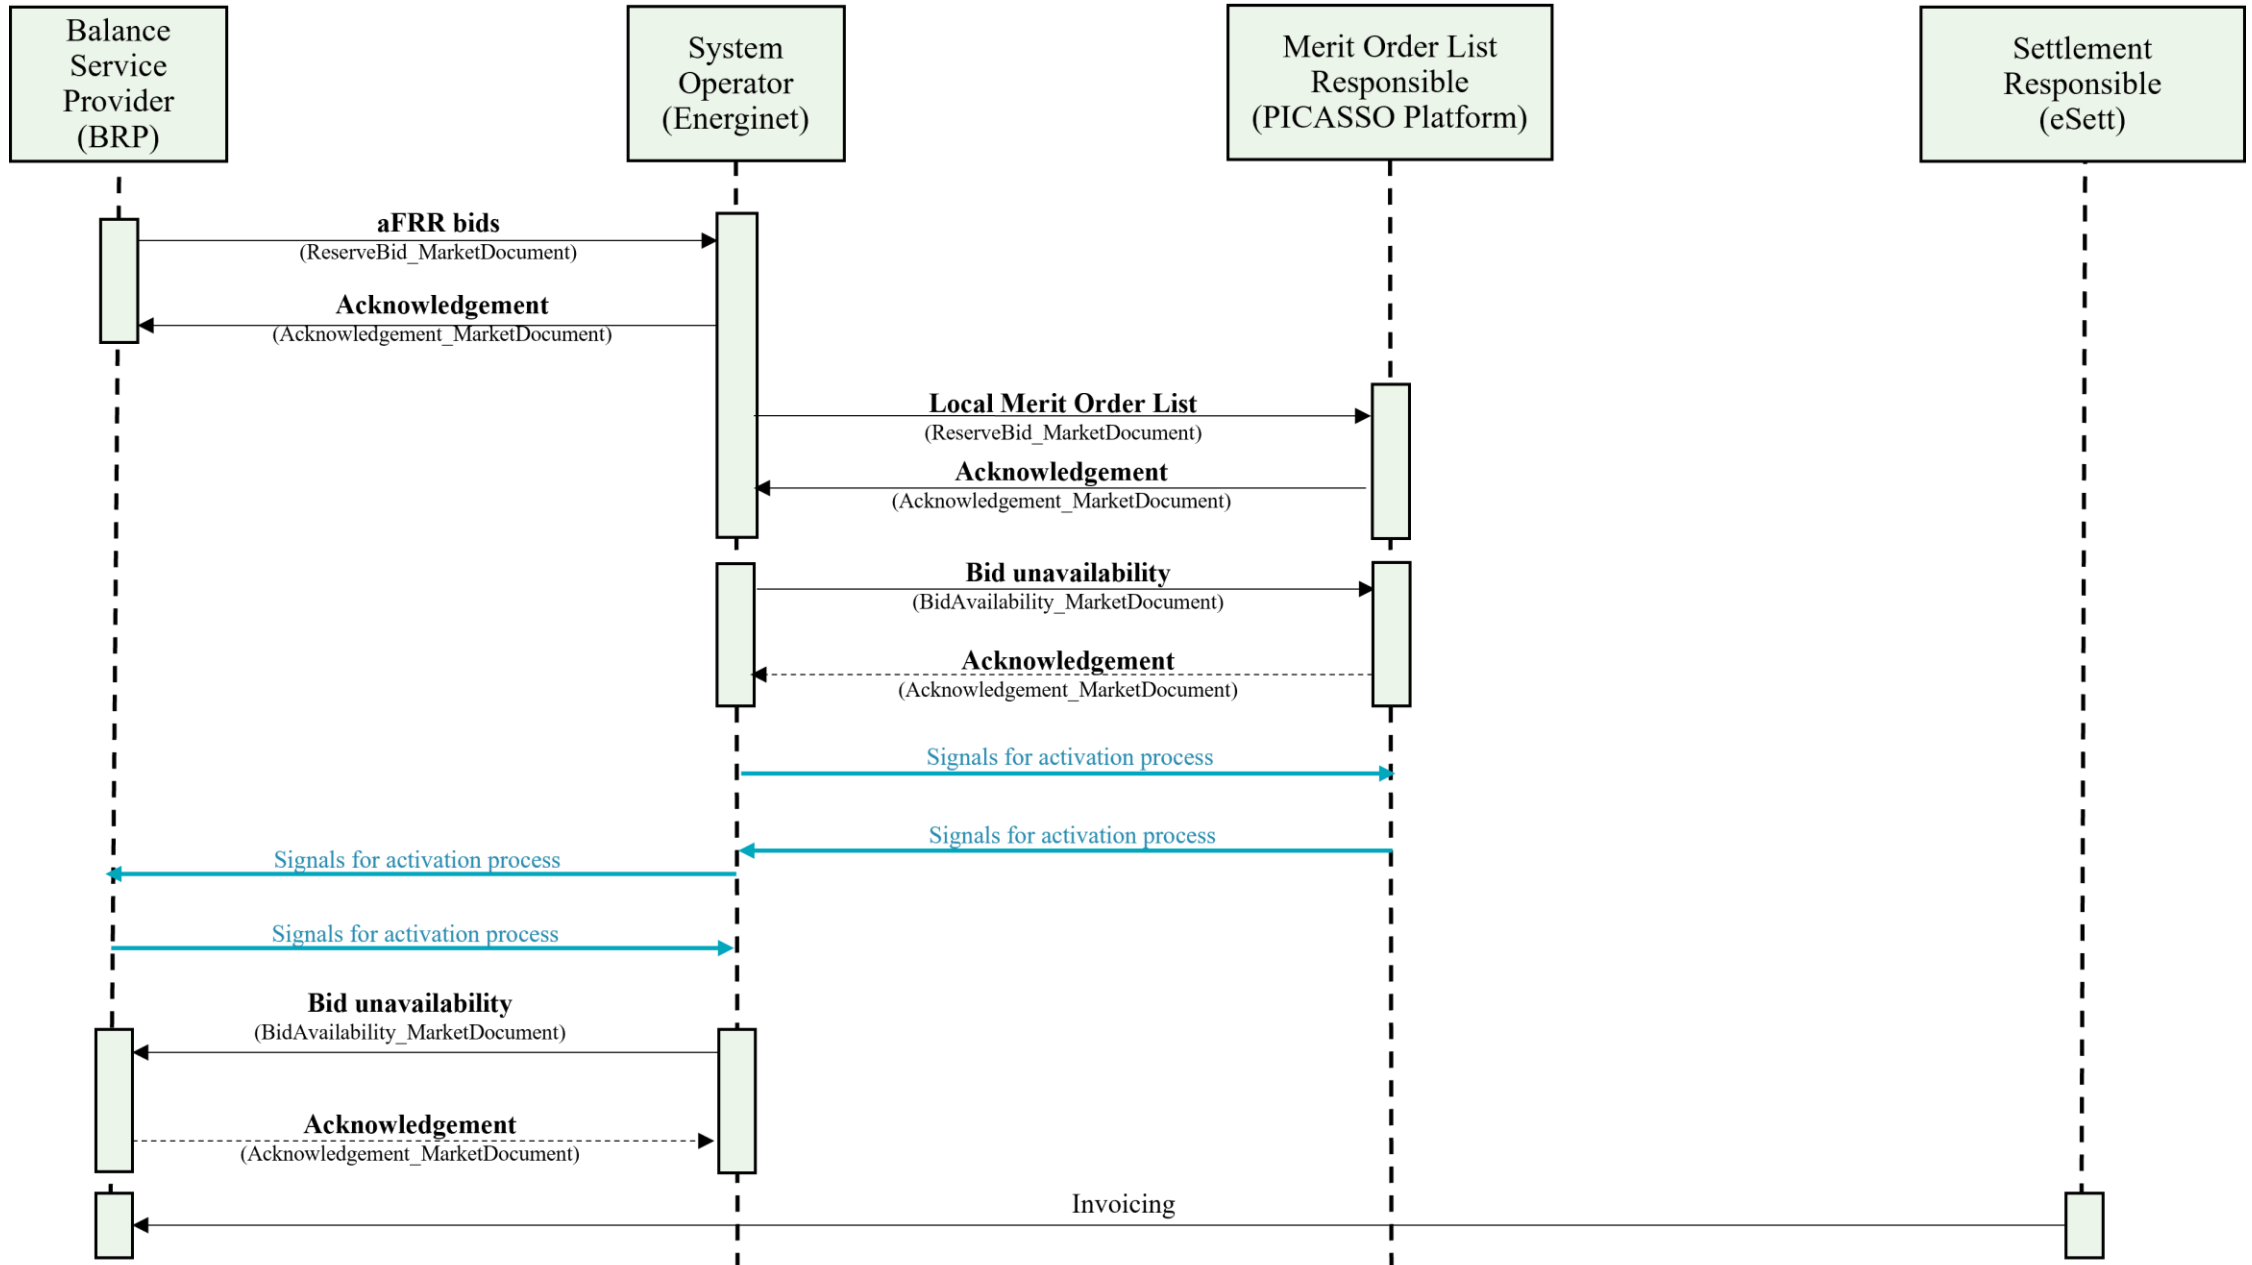 Balance
Service
Provider
(BRP)
System
Operator
(Energinet)
Merit Order List
Responsible
(PICASSO Platform)
Settlement
Responsible
(eSett)
aFRR bids
(ReserveBid_MarketDocument)
Acknowledgement
(Acknowledgement_MarketDocument)
Local Merit Order List
(ReserveBid_MarketDocument)
Acknowledgement
(Acknowledgement_MarketDocument)
Bid unavailability
(BidAvailability_MarketDocument)
Acknowledgement
(Acknowledgement_MarketDocument)
Signals for activation process
Signals for activation process
Signals for activation process
Signals for activation process
Bid unavailability
(BidAvailability_MarketDocument)
Acknowledgement
(Acknowledgement_MarketDocument)
Invoicing